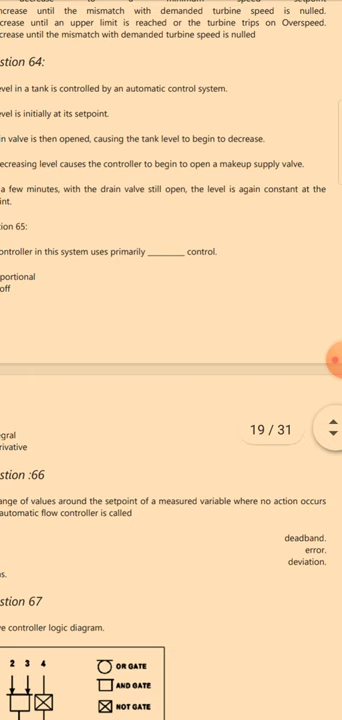 decrease to a minimum speed setpoint
ncrease until the mismatch with demanded turbine speed is nulled.
crease until an upper limit is reached or the turbine trips on Overspeed.
crease until the mismatch with demanded turbine speed is nulled
stion 64:
evel in a tank is controlled by an automatic control system.
evel is initially at its setpoint.
in valve is then opened, causing the tank level to begin to decrease.
ecreasing level causes the controller to begin to open a makeup supply valve.
a few minutes, with the drain valve still open, the level is again constant at the
int.
ion 65:
ontroller in this system uses primarily ________ control.
portional
off
19 / 31
egral
rivative
stion :66
ange of values around the setpoint of a measured variable where no action occurs
automatic flow controller is called
deadband.
error.
deviation.
s.
stion 67
ve controller logic diagram.
2 3 4
OR GATE
AND GATE
NOT GATE